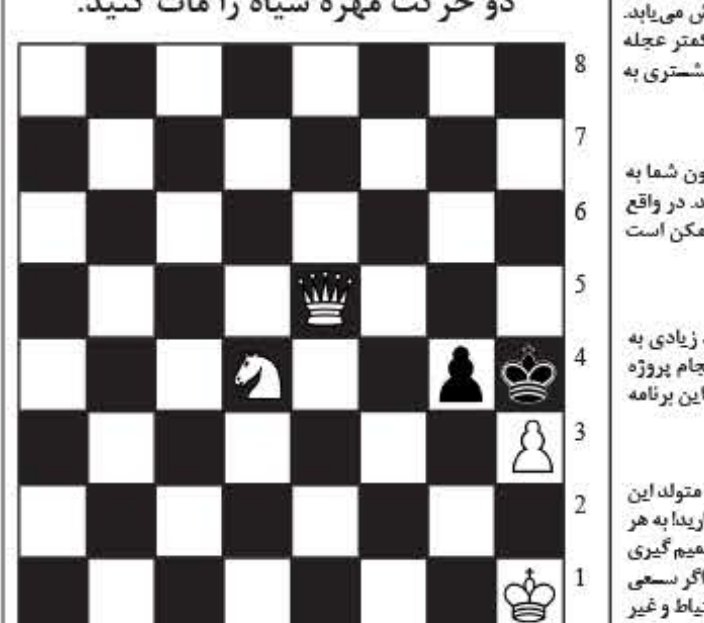 دو حرکت مهره سیاه را مات کنید.
8
7
6
5
4
3
2
1
ش می‌یابد.
کمتر عجله
شتری به
ون شما به
د. در واقع
مکن است
زیادی به
جام پروژه
این برنامه
متولد این
ارید! به هر
میم گیری
اگر سعی
تیاط و غیر